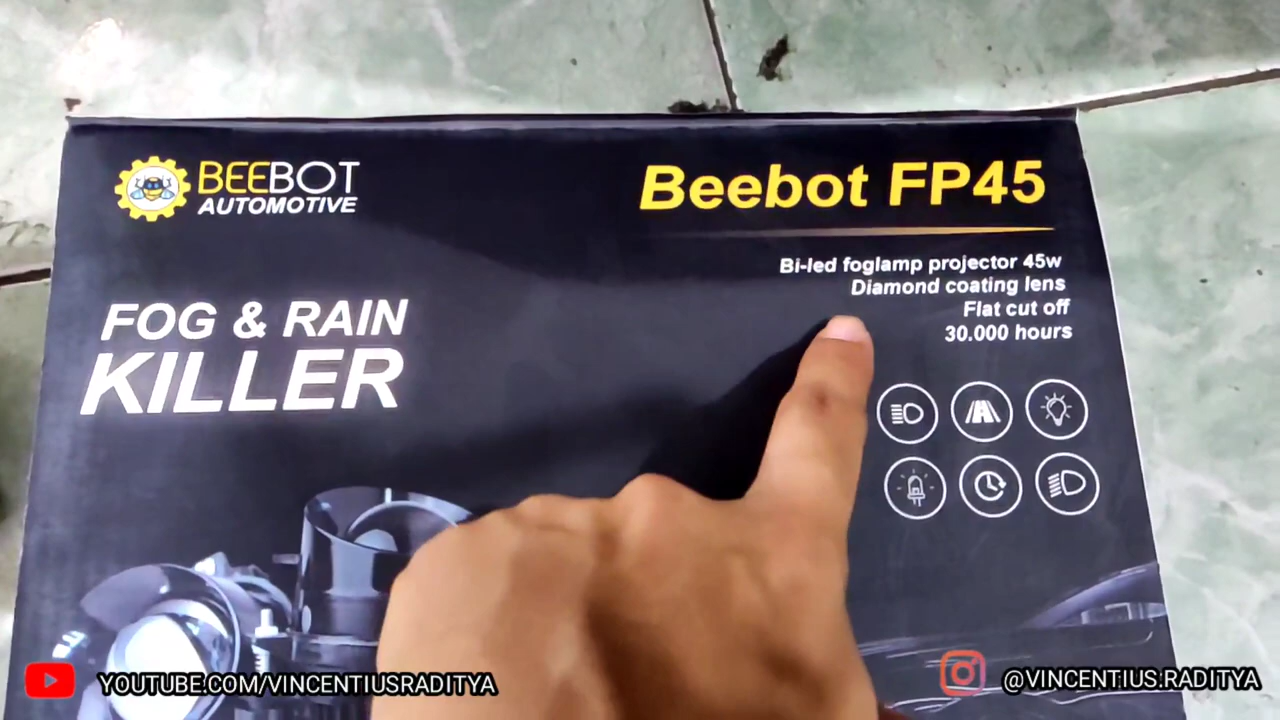 BEEBOT
AUTOMOTIVE
Beebot FP45
Bi-led foglamp projector 45w
Diamond coating lens
Flat cut off
30.000 hours
FOG & RAIN
KILLER
YOUTUBE.COM/VINCENTIUSRADITYA
@VINCENTIUS.RADITYA